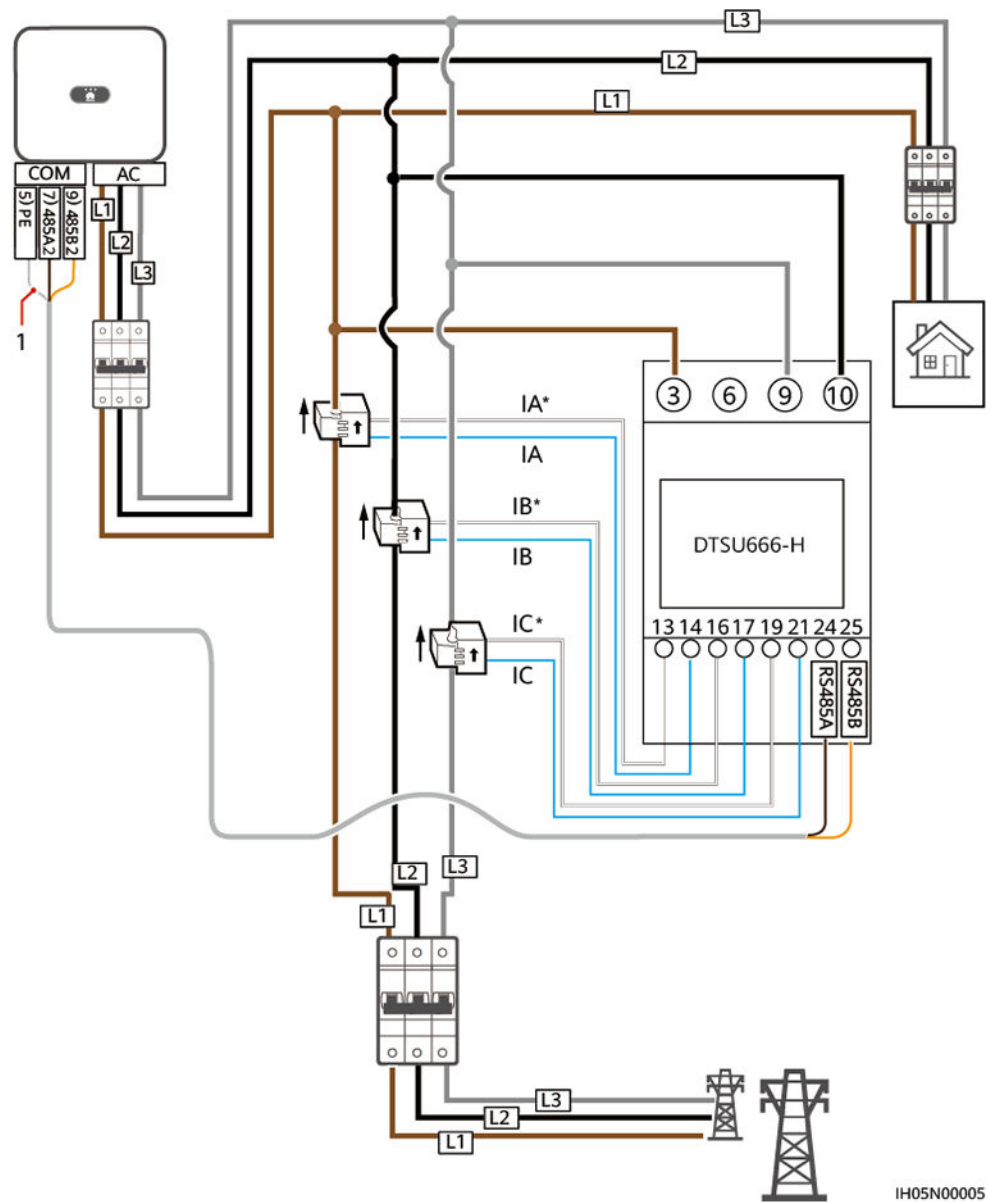 L3
L2
L1
COM
AC
5) PE
7) 485A2
9) 485B2
L1
L2
L3
1
3
6
9
10
IA*
IA
IB*
IB
DTSU666-H
IC*
IC
13 14 16 17 19 21 24 25
RS485A
RS485B
L3
L2
L1
L3
L2
L1
IH05N00005